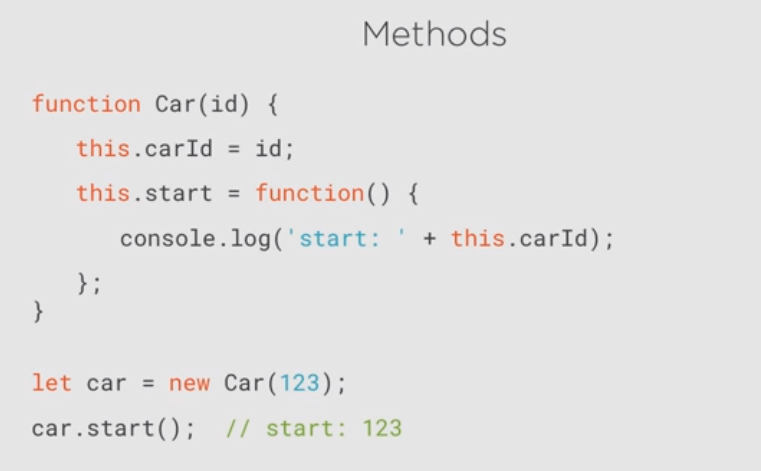 Methods
function Car(id) {
this.carId = id;
this.start = function() {
console.log('start: ' + this.carId);
};
}
let car = new Car(123);
car.start();  // start: 123